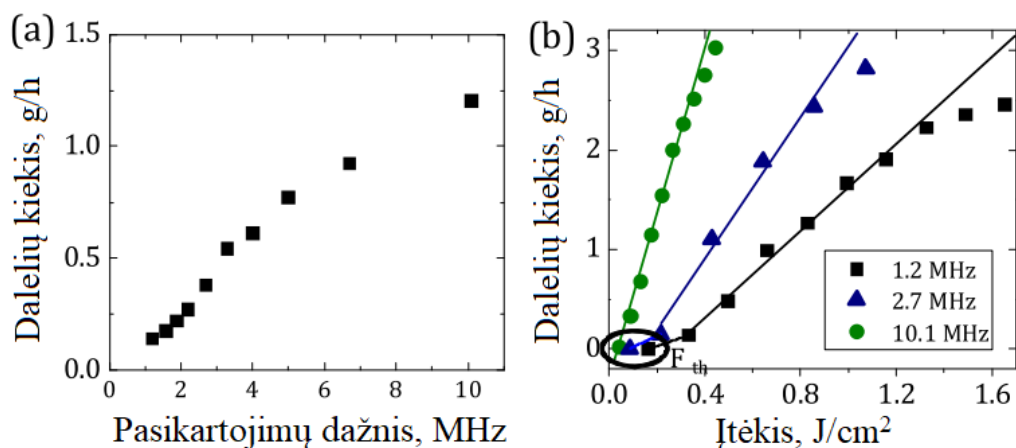 (a)
Dalelių kiekis, g/h
1.5
1.0
0.5
0.0
2
4
6
8
10
Pasikartojimų dažnis, MHz
(b)
Dalelių kiekis, g/h
3
2
1
0
F_th
1.2 MHz
2.7 MHz
10.1 MHz
0.0
0.4
0.8
1.2
1.6
Įtėkis, J/cm²